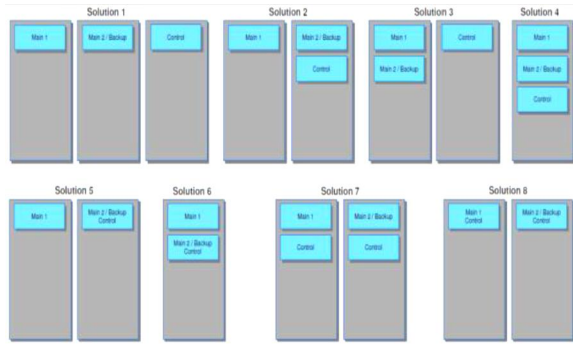 Solution 1
Solution 2
Solution 3
Solution 4
Main 1
Main 2 / Backup
Control
Main 1
Main 2 / Backup
Main 1
Control
Main 1
Control
Main 2 / Backup
Main 2 / Backup
Control
Solution 5
Solution 6
Solution 7
Solution 8
Main 1
Main 2 / Backup
Control
Main 1
Main 1
Main 2 / Backup
Main 1
Control
Main 2 / Backup
Control
Main 2 / Backup
Control
Control
Control